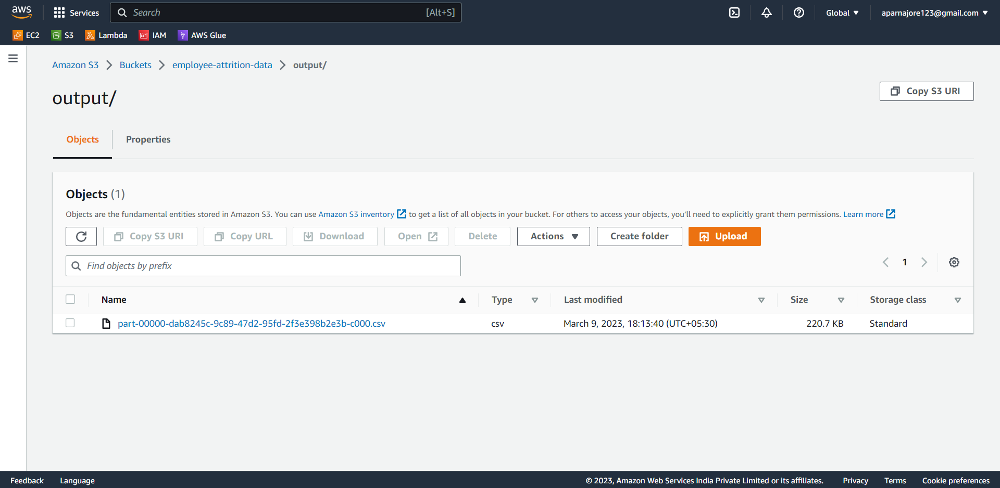 aws Services Search [Alt+S] Global aparnajore123@gmail.com
EC2 S3 Lambda IAM AWS Glue
Amazon S3 Buckets employee-attrition-data output/
output/
Copy S3 URI
Objects Properties
Objects (1)
Objects are the fundamental entities stored in Amazon S3. You can use Amazon S3 inventory to get a list of all objects in your bucket. For others to access your objects, you'll need to explicitly grant them permissions. Learn more
Copy S3 URI Copy URL Download Open Delete Actions Create folder Upload
Find objects by prefix
1
Name Type Last modified Size Storage class
part-00000-dab8245c-9c89-47d2-95fd-2f3e398b2e3b-c000.csv csv March 9, 2023, 18:13:40 (UTC+05:30) 220.7 KB Standard
Feedback Language © 2023, Amazon Web Services India Private Limited or its affiliates. Privacy Terms Cookie preferences